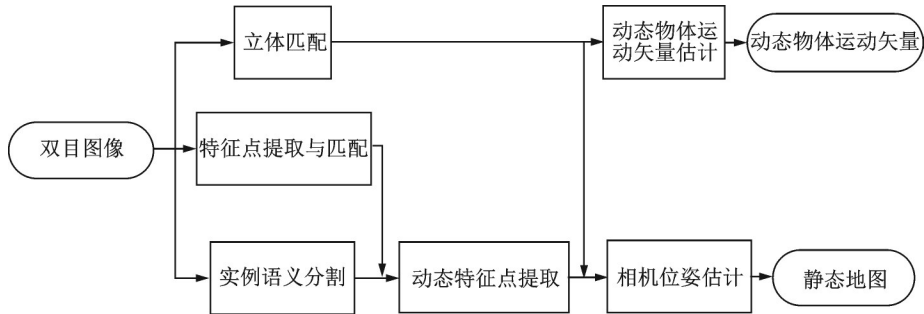 立体匹配
动态物体运
动矢量估计
动态物体运动矢量
双目图像
特征点提取与匹配
实例语义分割
动态特征点提取
相机位姿估计
静态地图